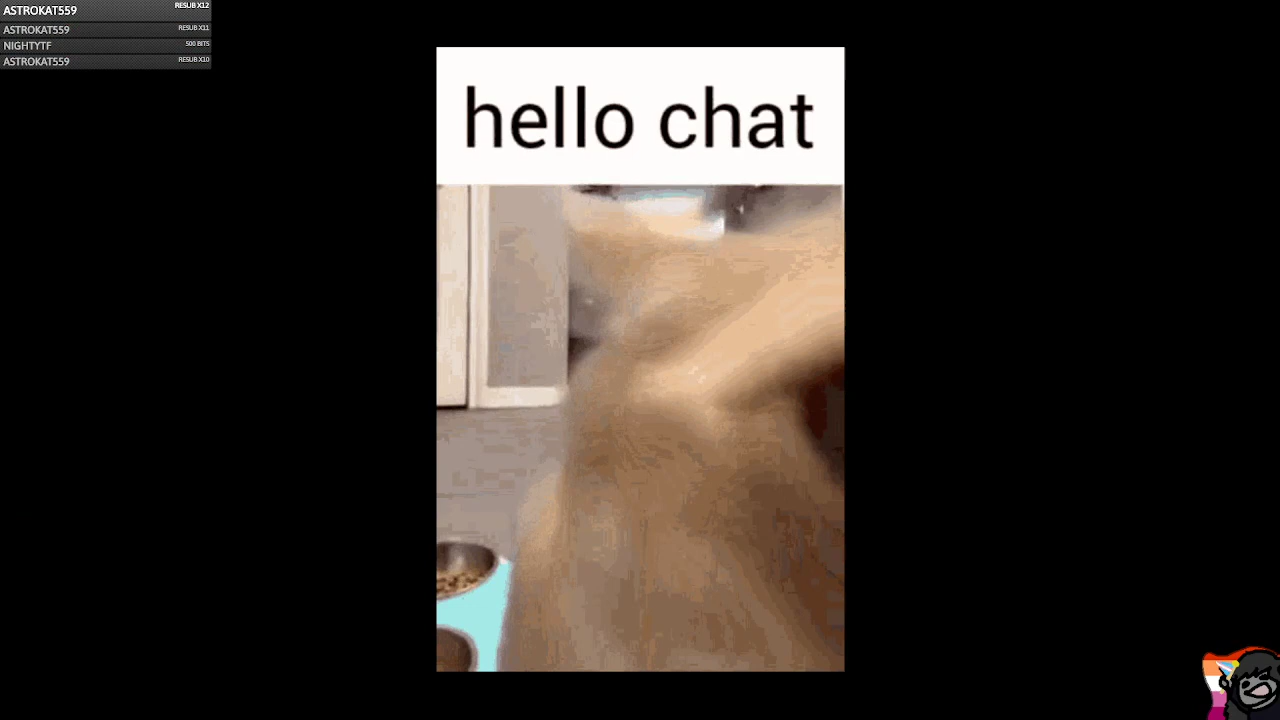 ASTROKAT559 RESUB X12
ASTROKAT559 RESUB X11
NIGHTYTF 500 BITS
ASTROKAT559 RESUB X10
hello chat